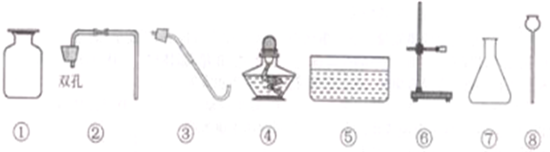 双孔
① ② ③ ④ ⑤ ⑥ ⑦ ⑧